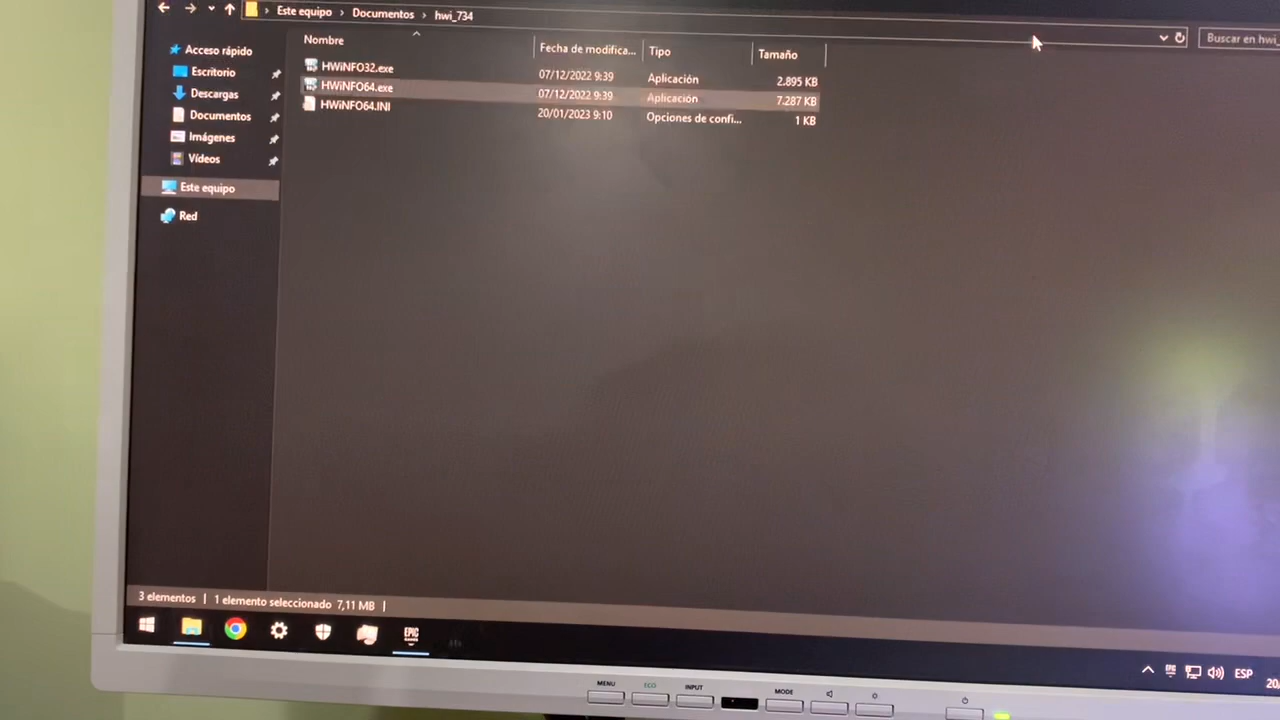 Este equipo > Documentos > hwi_734
Buscar en hwi_
Acceso rápido
Escritorio
Descargas
Documentos
Imágenes
Vídeos
Este equipo
Red
Nombre Fecha de modifica... Tipo Tamaño
HWiNFO32.exe 07/12/2022 9:39 Aplicación 2.895 KB
HWiNFO64.exe 07/12/2022 9:39 Aplicación 7.287 KB
HWiNFO64.INI 20/01/2023 9:10 Opciones de confi... 1 KB
3 elementos | 1 elemento seleccionado 7,11 MB |
EPIC
GAMES
ESP
20
MENU ECO INPUT MODE